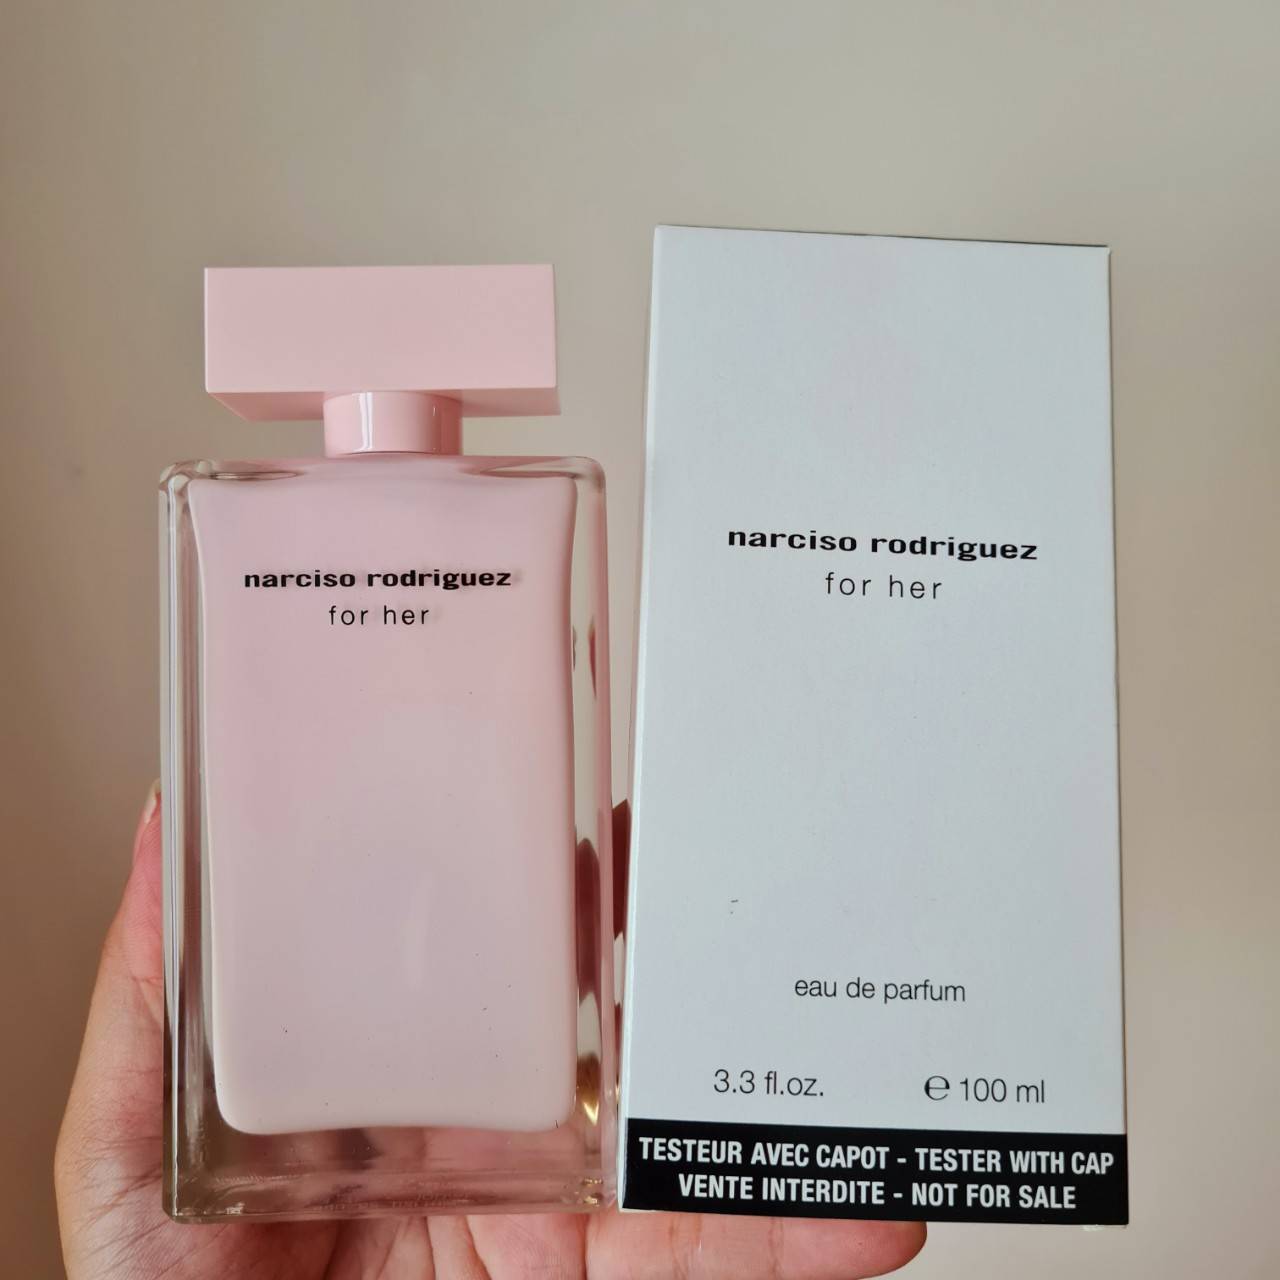 narciso rodriguez
for her
narciso rodriguez
for her
eau de parfum
3.3 fl.oz. ℮ 100 ml
TESTEUR AVEC CAPOT - TESTER WITH CAP
VENTE INTERDITE - NOT FOR SALE